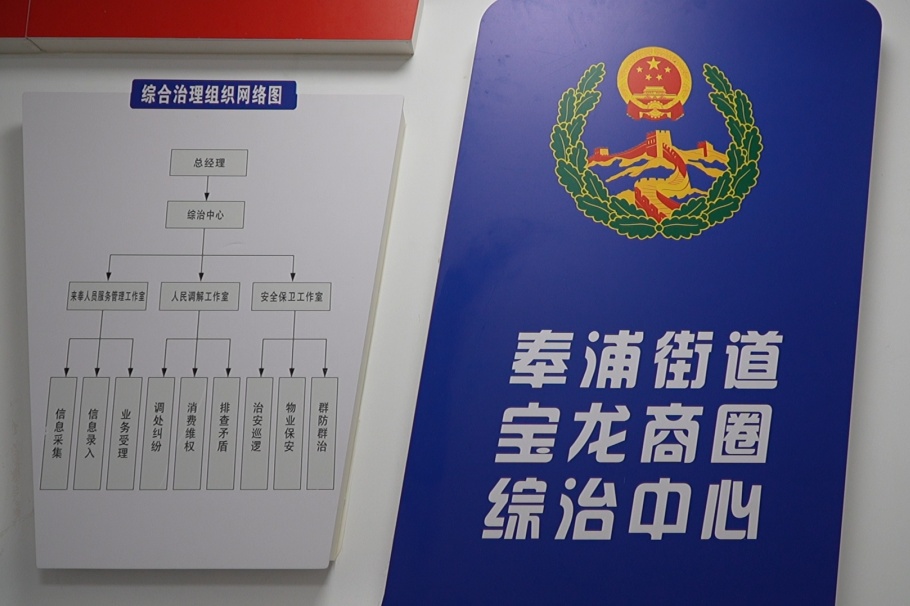 综合治理组织网络图
总经理
综治中心
来奉人员服务管理工作室
人民调解工作室
安全保卫工作室
信息采集
信息录入
业务受理
调处纠纷
消费维权
排查矛盾
治安巡逻
物业保安
群防群治
奉浦街道
宝龙商圈
综治中心